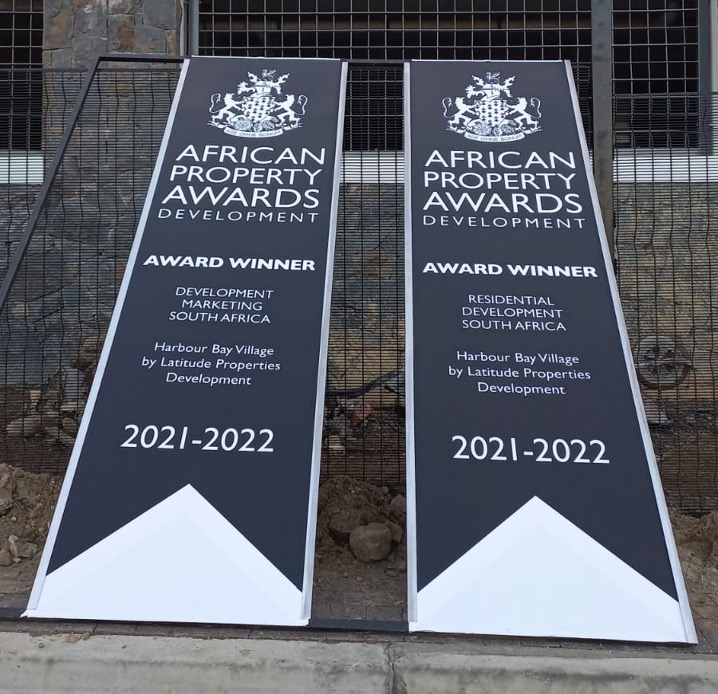 AFRICAN
PROPERTY
AWARDS
DEVELOPMENT
AWARD WINNER
DEVELOPMENT
MARKETING
SOUTH AFRICA
Harbour Bay Village
by Latitude Properties
Development
2021-2022
AFRICAN
PROPERTY
AWARDS
DEVELOPMENT
AWARD WINNER
RESIDENTIAL
DEVELOPMENT
SOUTH AFRICA
Harbour Bay Village
by Latitude Properties
Development
2021-2022